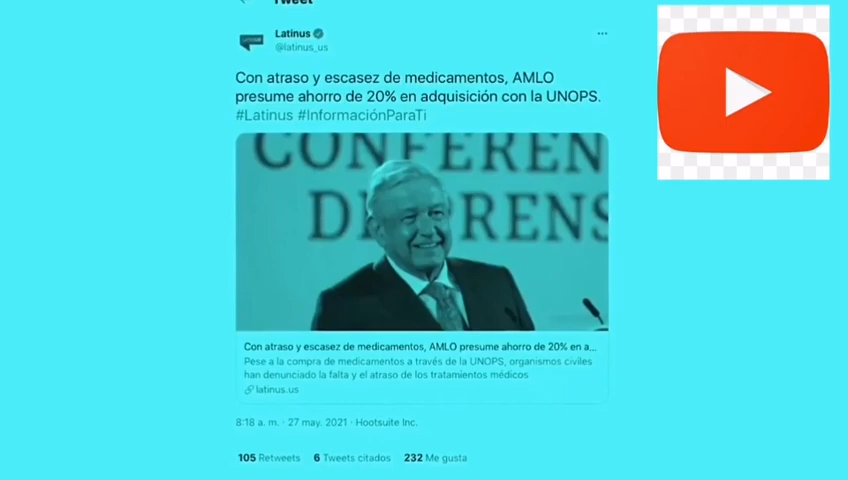 Tweet
Latinus
@latinus_us
Con atraso y escasez de medicamentos, AMLO
presume ahorro de 20% en adquisición con la UNOPS.
#Latinus #InformaciónParaTi
CONFEREN
DE PRENS
Con atraso y escasez de medicamentos, AMLO presume ahorro de 20% en a...
Pese a la compra de medicamentos a través de la UNOPS, organismos civiles
han denunciado la falta y el atraso de los tratamientos médicos
latinus.us
8:18 a. m. · 27 may. 2021 · Hootsuite Inc.
105 Retweets 6 Tweets citados 232 Me gusta